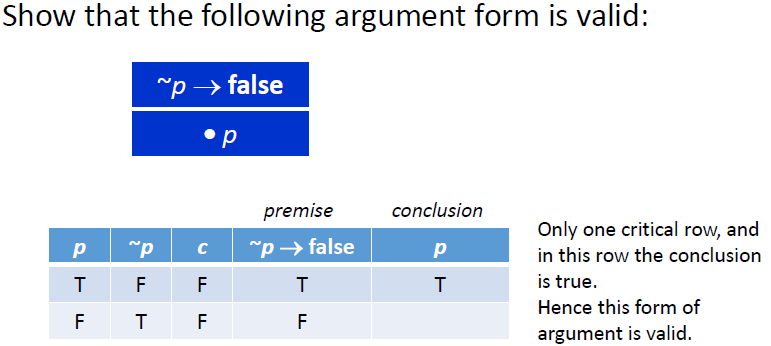 Show that the following argument form is valid:
~p → false
• p
premise conclusion
p ~p c ~p → false p
T F F T T
F T F F
Only one critical row, and
in this row the conclusion
is true.
Hence this form of
argument is valid.